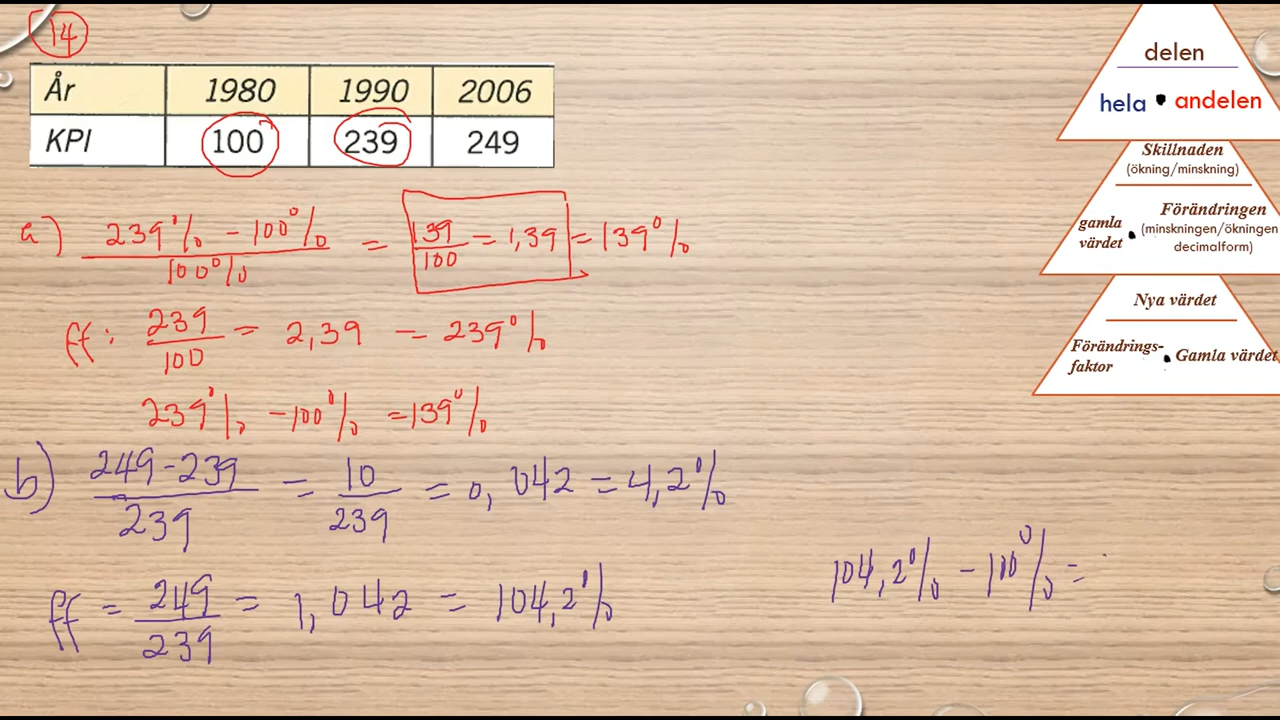 14
År 1980 1990 2006
KPI 100 239 249
a) 239% - 100% / 100% = 139/100 = 1,39 = 139%
ff: 239/100 = 2,39 = 239%
239% - 100% = 139%
b) 249-239 / 239 = 10/239 = 0,042 = 4,2%
ff = 249/239 = 1,042 = 104,2%
104,2% - 100% =
delen
hela • andelen
Skillnaden
(ökning/minskning)
gamla
värdet •
Förändringen
(minskningen/ökningen
decimalform)
Nya värdet
Förändrings-
faktor • Gamla värdet